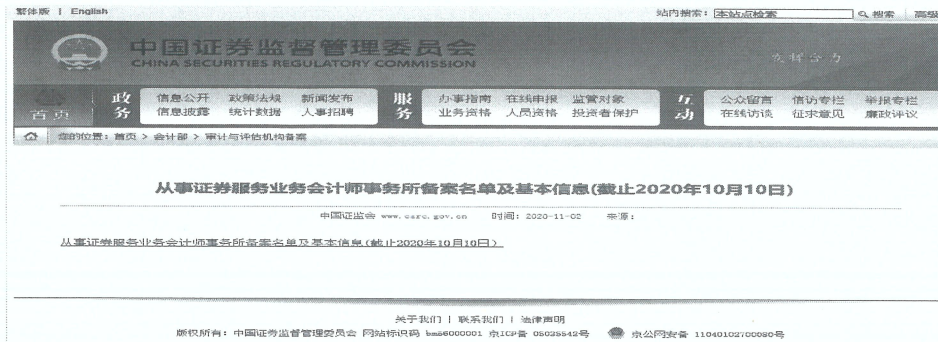 繁体版 | English 站内搜索: 本站点检索 搜索 高级
中国证券监督管理委员会
CHINA SECURITIES REGULATORY COMMISSION
首页 政务 信息公开 政策法规 新闻发布 服务 办事指南 在线申报 监管对象 互动 公众留言 信访专栏 举报专栏
信息披露 统计数据 人事招聘 业务资格 人员资格 投资者保护 在线访谈 征求意见 廉政评议
您的位置: 首页 > 会计部 > 审计与评估机构备案
从事证券服务业务会计师事务所备案名单及基本信息(截止2020年10月10日)
中国证监会 www.csrc.gov.cn 时间: 2020-11-02 来源:
从事证券服务业务会计师事务所备案名单及基本信息(截止2020年10月10日)
关于我们 | 联系我们 | 法律声明
版权所有: 中国证券监督管理委员会 网站标识码 bm56000001 京ICP备 05035542号 京公网安备 11040102700080号